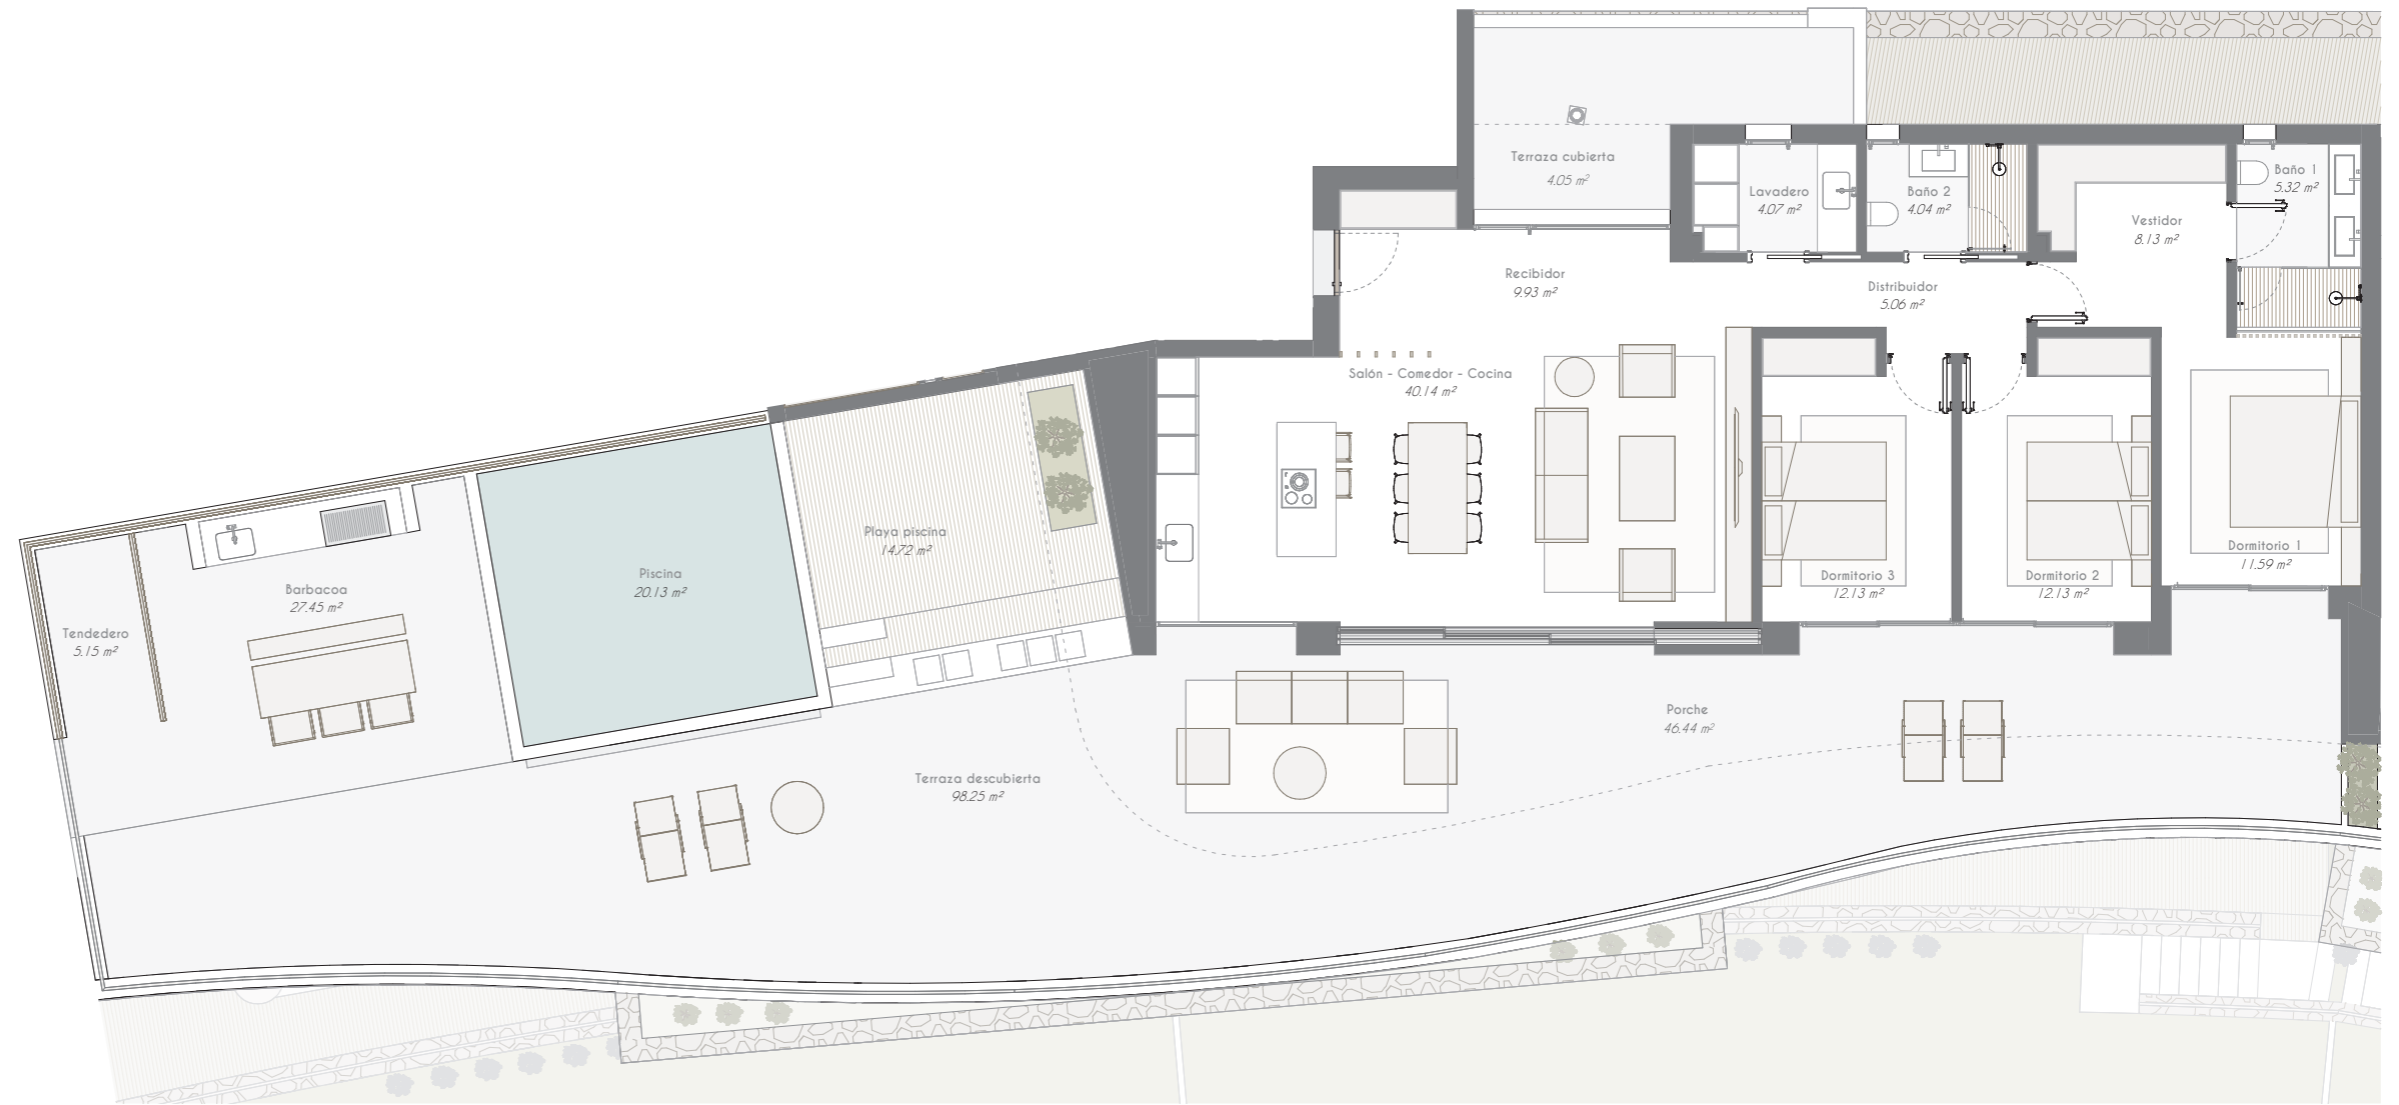 Terraza cubierta
4.05 m²
Lavadero
4.07 m²
Baño 2
4.04 m²
Baño 1
5.32 m²
Vestidor
8.13 m²
Recibidor
9.93 m²
Distribuidor
5.06 m²
Salón - Comedor - Cocina
40.14 m²
Playa piscina
14.72 m²
Piscina
20.13 m²
Barbacoa
27.45 m²
Tendedero
5.15 m²
Dormitorio 3
12.13 m²
Dormitorio 2
12.13 m²
Dormitorio 1
11.59 m²
Porche
46.44 m²
Terraza descubierta
98.25 m²